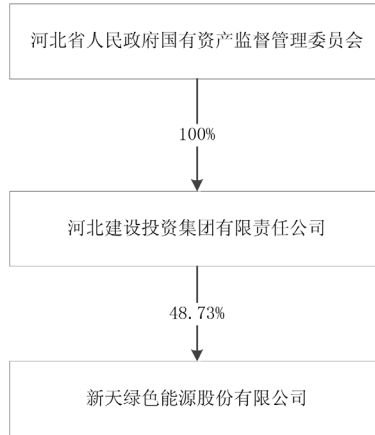 河北省人民政府国有资产监督管理委员会
100%
河北建设投资集团有限责任公司
48.73%
新天绿色能源股份有限公司